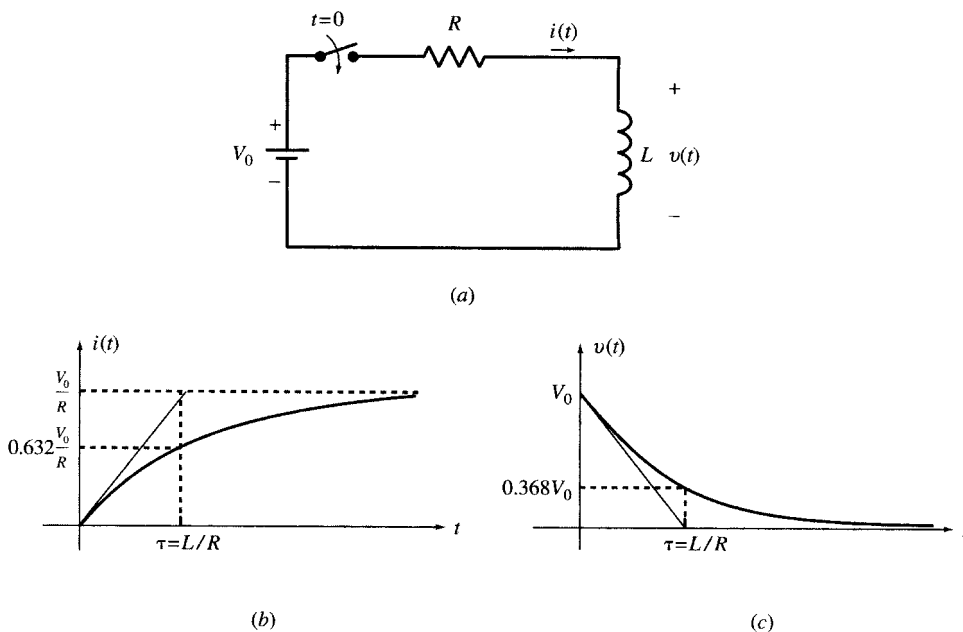 t=0
R
i(t)
+
+
V₀
L
υ(t)
−
−
(a)
i(t)
V₀/R
0.632 V₀/R
τ=L/R
t
(b)
υ(t)
V₀
0.368V₀
τ=L/R
(c)